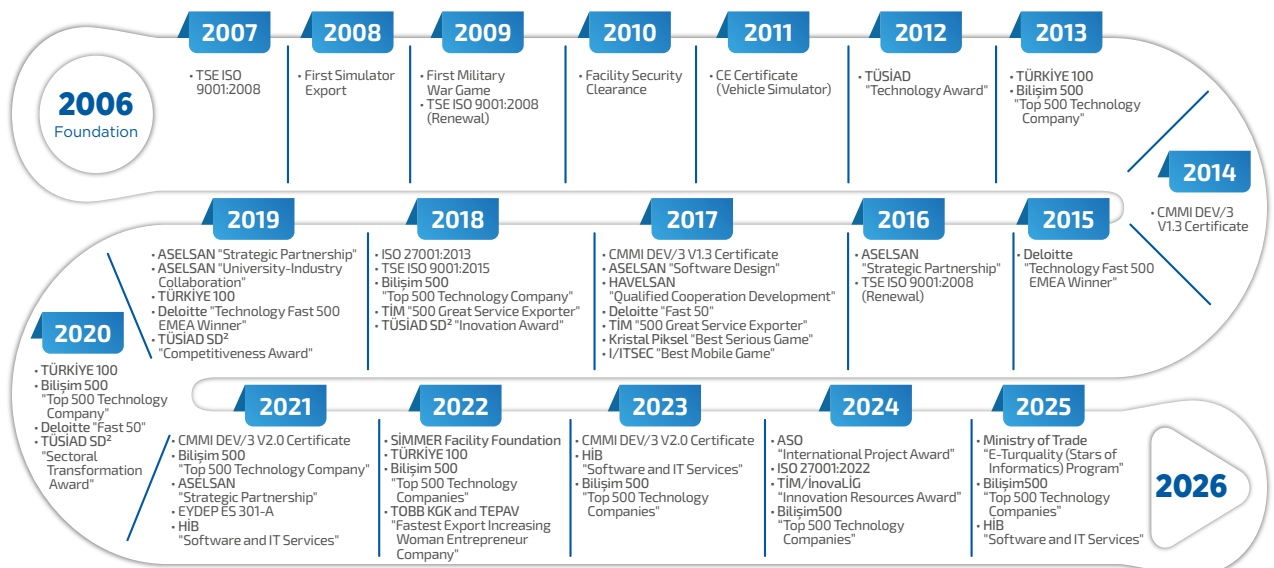 2006
Foundation
2007
• TSE ISO
9001:2008
2008
• First Simulator
Export
2009
• First Military
War Game
• TSE ISO 9001:2008
(Renewal)
2010
• Facility Security
Clearance
2011
• CE Certificate
(Vehicle Simulator)
2012
• TÜSİAD
"Technology Award"
2013
• TÜRKİYE 100
• Bilişim 500
"Top 500 Technology
Company"
2014
• CMMI DEV/3
V1.3 Certificate
2015
• Deloitte
"Technology Fast 500
EMEA Winner"
2016
• ASELSAN
"Strategic Partnership"
• TSE ISO 9001:2008
(Renewal)
2017
• CMMI DEV/3 V1.3 Certificate
• ASELSAN "Software Design"
• HAVELSAN
"Qualified Cooperation Development"
• Deloitte "Fast 50"
• TİM "500 Great Service Exporter"
• Kristal Piksel "Best Serious Game"
• I/ITSEC "Best Mobile Game"
2018
• ISO 27001:2013
• TSE ISO 9001:2015
• Bilişim 500
"Top 500 Technology Company"
• TİM "500 Great Service Exporter"
• TÜSİAD SD² "Inovation Award"
2019
• ASELSAN "Strategic Partnership"
• ASELSAN "University-Industry
Collaboration"
• TÜRKİYE 100
• Deloitte "Technology Fast 500
EMEA Winner"
• TÜSİAD SD²
"Competitiveness Award"
2020
• TÜRKİYE 100
• Bilişim 500
"Top 500 Technology
Company"
• Deloitte "Fast 50"
• TÜSİAD SD²
"Sectoral
Transformation
Award"
2021
• CMMI DEV/3 V2.0 Certificate
• Bilişim 500
"Top 500 Technology Company"
• ASELSAN
"Strategic Partnership"
• EYDEP ES 301-A
• HİB
"Software and IT Services"
2022
• SİMMER Facility Foundation
• TÜRKİYE 100
• Bilişim 500
"Top 500 Technology
Companies"
• TOBB KGK and TEPAV
"Fastest Export Increasing
Woman Entrepreneur
Company"
2023
• CMMI DEV/3 V2.0 Certificate
• HİB
"Software and IT Services"
• Bilişim 500
"Top 500 Technology
Companies"
2024
• ASO
"International Project Award"
• ISO 27001:2022
• TİM/İnovaLİG
"Innovation Resources Award"
• Bilişim500
"Top 500 Technology
Companies"
2025
• Ministry of Trade
"E-Turquality (Stars of
Informatics) Program"
• Bilişim500
"Top 500 Technology
Companies"
• HİB
"Software and IT Services"
2026